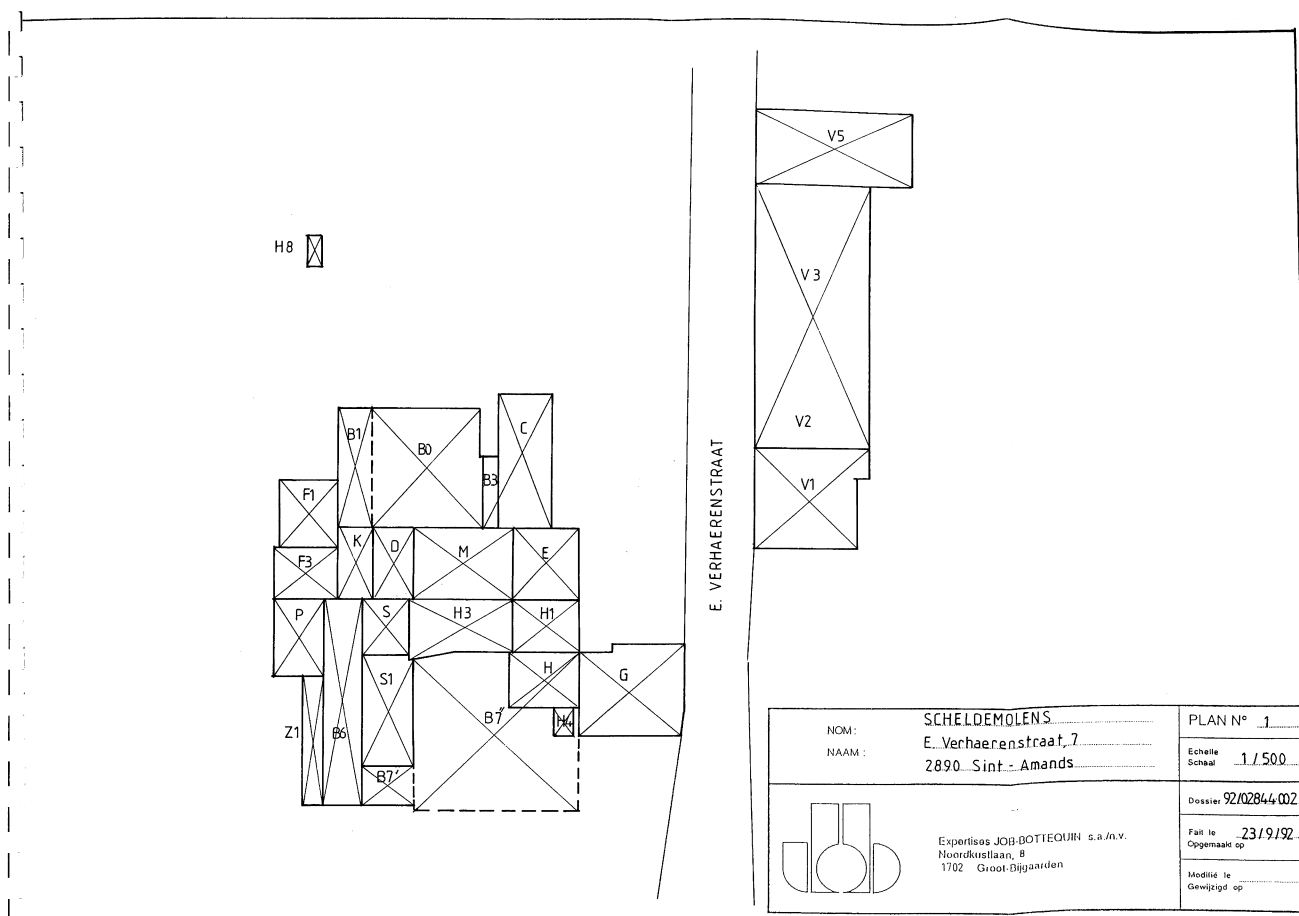 V5
H8
V3
V2
C
B1
B0
B3
F1
V1
E. VERHAERENSTRAAT
K
D
M
E
F3
P
S
H3
H1
S1
H
G
B7"
H4
Z1
B6
B7'
NOM:
NAAM:
SCHELDEMOLENS
E. Verhaerenstraat, 7
2890 Sint - Amands
PLAN N° 1
Echelle
Schaal 1/500
Dossier 92/02844-002
Fait le
Opgemaakt op 23/9/92
Modifié le
Gewijzigd op
Expertises JOB-BOTTEQUIN s.a./n.v.
Noordkustlaan, 8
1702 Groot-Bijgaarden